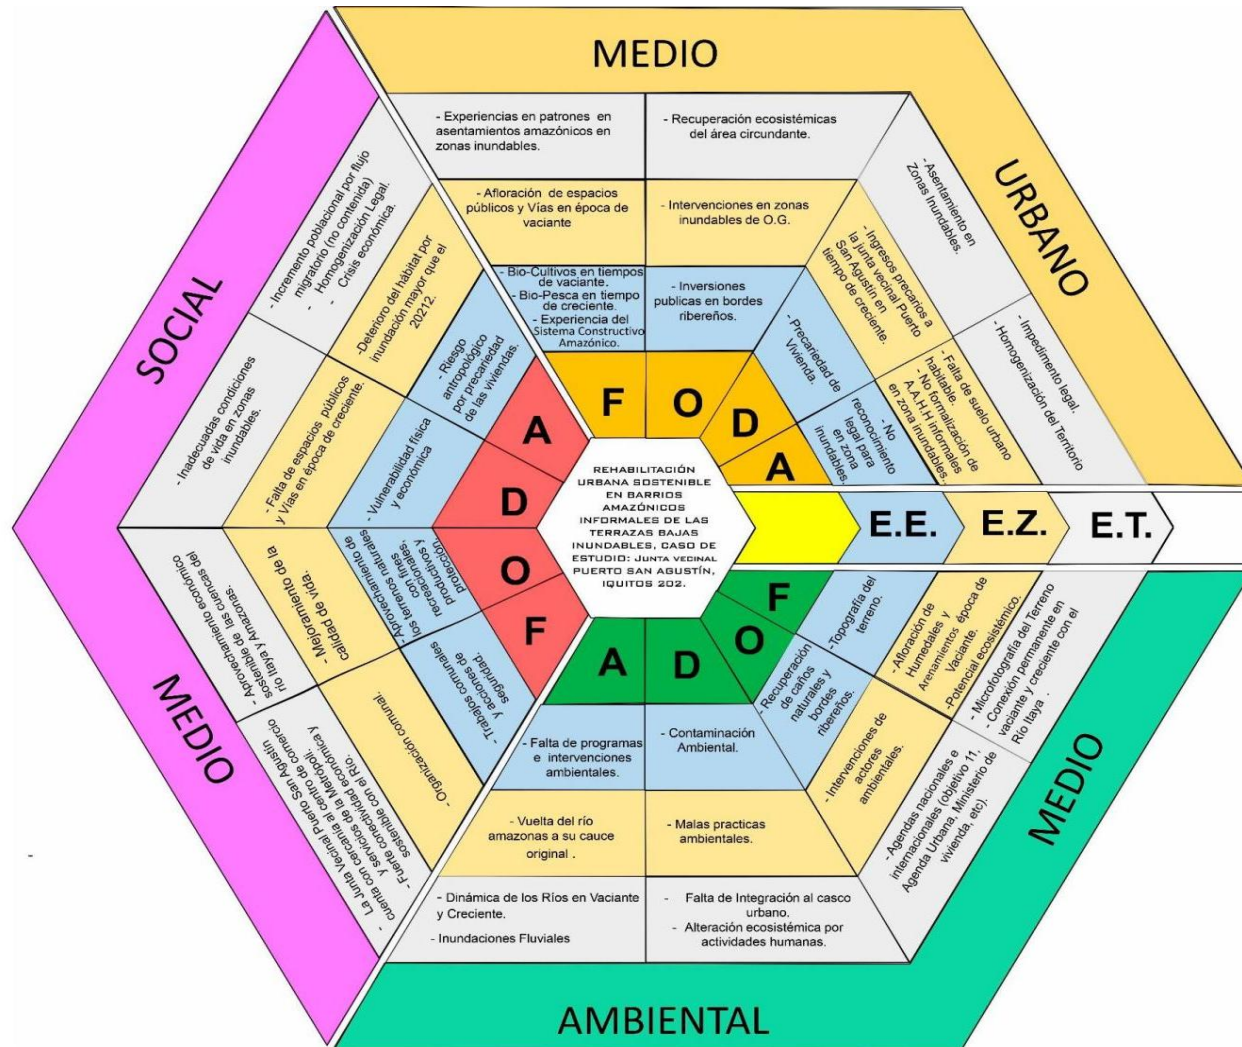 MEDIO
URBANO
- Experiencias en patrones en
asentamientos amazónicos en
zonas inundables.
- Recuperación ecosistémicas
del área circundante.
- Asentamiento en
Zonas Inundables.
- Impedimento legal.
- Homogenización del Territorio
- Afloración de espacios
públicos y Vías en época de
vaciante
- Intervenciones en zonas
inundables de O.G.
- Ingresos precarios a
la junta vecinal Puerto
San Agustín en
tiempo de creciente.
- Falta de suelo urbano
habitable.
- No formalización de
A.A.H.H informales
en zona inundables.
- Bio-Cultivos en tiempos
de vaciante.
- Bio-Pesca en tiempo
de creciente.
- Experiencia del
Sistema Constructivo
Amazónico.
- Inversiones
publicas en bordes
ribereños.
- Precariedad de
Vivienda.
- No
reconocimiento
legal para
en zona
inundables.
F
O
D
A
SOCIAL
MEDIO
- Incremento poblacional por flujo
migratorio (no contenida)
- Homogenización Legal.
- Crisis económica.
-Deterioro del hábitat por
inundación mayor que el
20212.
- Riesgo
antropológico
por precariedad
de las viviendas.
A
- Inadecuadas condiciones
de vida en zonas
inundables.
- Falta de espacios públicos
y Vías en época de creciente.
- Vulnerabilidad física
y económica
D
- Aprovechamiento económico
sostenible de las cuencas del
río Itaya y Amazonas.
- Mejoramiento de la
calidad de vida.
- Aprovechamiento de
los terrenos naturales
con fines,
recreacionales,
productivos y
protección.
O
La Junta Vecinal Puerto San Agustín
- cuenta con cercanía al centro de comercio
y servicios de la Metrópoli.
- Fuerte conectividad económica y
sostenible con el Río.
- Organización comunal.
- Trabajos comunales
y acciones de
seguridad.
F
REHABILITACIÓN
URBANA SOSTENIBLE
EN BARRIOS
AMAZÓNICOS
INFORMALES DE LAS
TERRAZAS BAJAS
INUNDABLES, CASO DE
ESTUDIO: JUNTA VECINAL
PUERTO SAN AGUSTÍN,
IQUITOS 202.
E.E.
E.Z.
E.T.
F
O
D
A
-Topografía del
terreno.
- Afloración de
Humedales y
Arenamientos época de
Vaciante.
-Potencial ecosistémico.
- Microfotografía del Terreno
- Conexión permanente en
vaciante y creciente con el
Río Itaya .
- Recuperación
de caños
naturales y
bordes
ribereños.
- Intervenciones de
actores
ambientales.
- Agendas nacionales e
internacionales (objetivo 11,
Agenda Urbana, Ministerio de
vivienda, etc).
- Falta de programas
e intervenciones
ambientales.
- Contaminación
Ambiental.
- Vuelta del río
amazonas a su cauce
original .
- Malas practicas
ambientales.
- Dinámica de los Ríos en Vaciante
y Creciente.
- Inundaciones Fluviales
- Falta de Integración al casco
urbano.
- Alteración ecosistémica por
actividades humanas.
MEDIO
AMBIENTAL
-